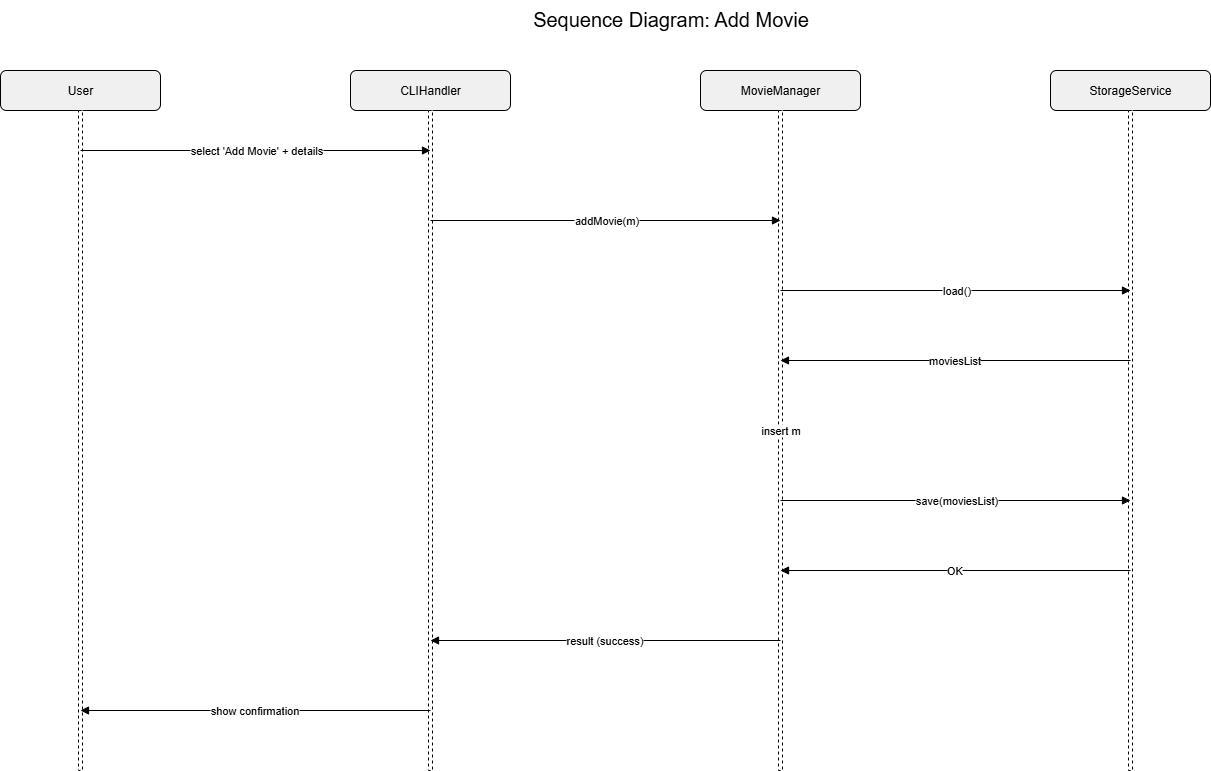 Sequence Diagram: Add Movie
User
CLIHandler
MovieManager
StorageService
select 'Add Movie' + details
addMovie(m)
load()
moviesList
insert m
save(moviesList)
OK
result (success)
show confirmation